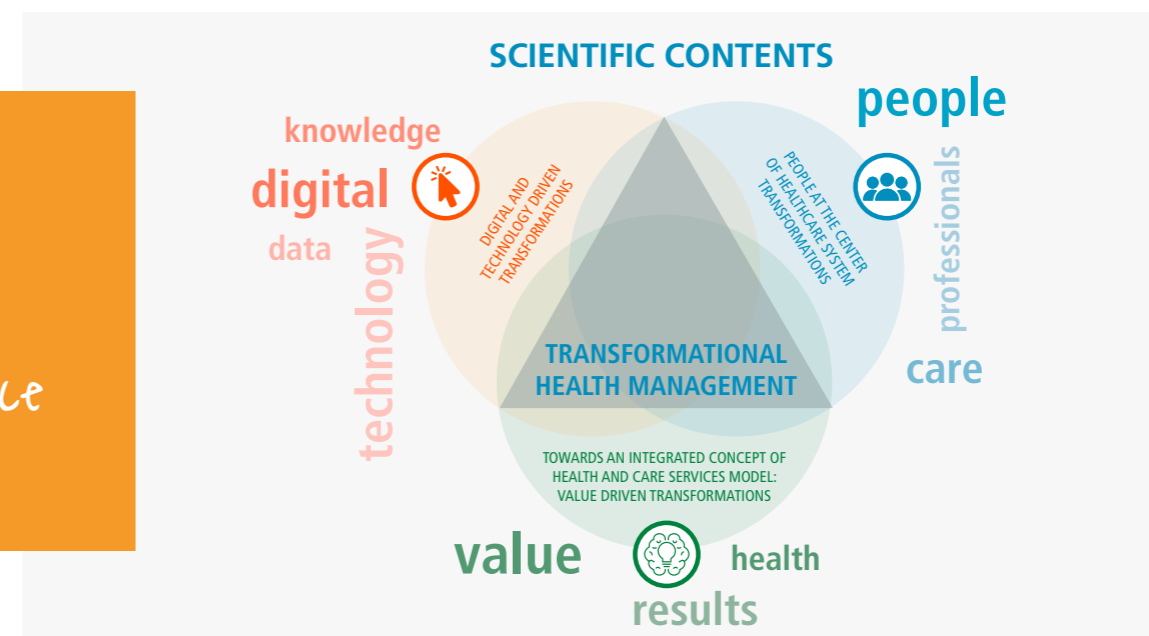 SCIENTIFIC CONTENTS
knowledge
digital
data
technology
DIGITAL AND
TECHNOLOGY DRIVEN
TRANSFORMATIONS
people
professionals
care
PEOPLE AT THE CENTER
OF HEALTHCARE SYSTEM
TRANSFORMATIONS
TRANSFORMATIONAL
HEALTH MANAGEMENT
TOWARDS AN INTEGRATED CONCEPT OF
HEALTH AND CARE SERVICES MODEL:
VALUE DRIVEN TRANSFORMATIONS
value
health
results